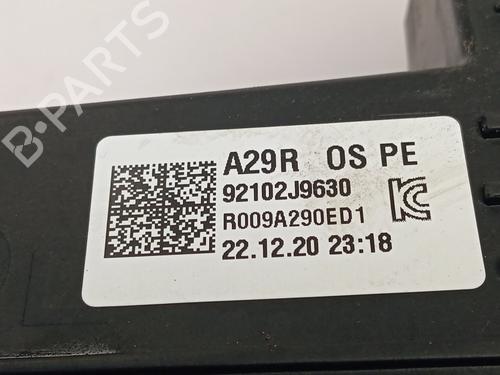 B-PARTS
A29R OS PE
92102J9630
R009A290ED1
22.12.20 23:18